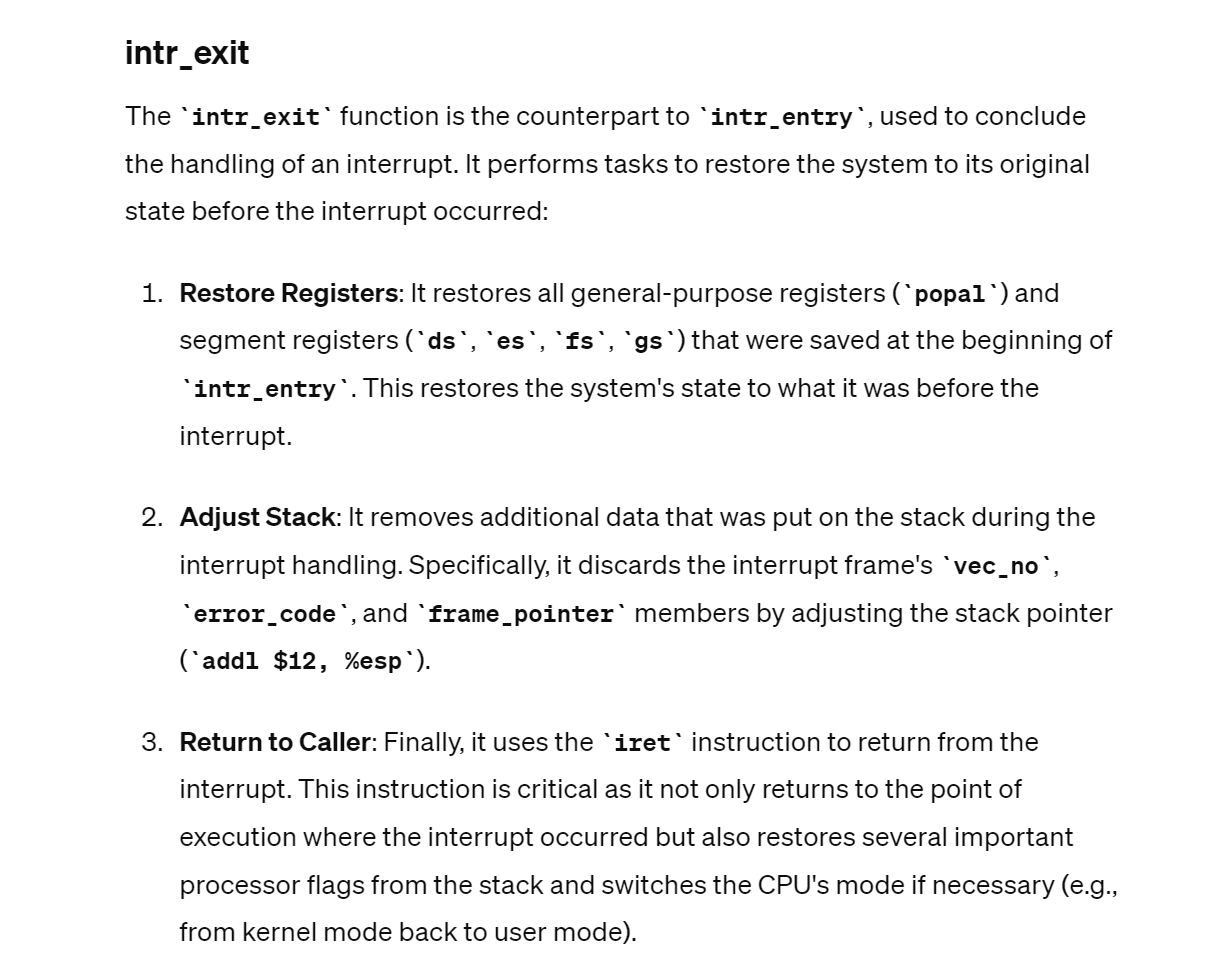 intr_exit
The `intr_exit` function is the counterpart to `intr_entry`, used to conclude
the handling of an interrupt. It performs tasks to restore the system to its original
state before the interrupt occurred:
1. Restore Registers: It restores all general-purpose registers (`popal`) and
segment registers (`ds`, `es`, `fs`, `gs`) that were saved at the beginning of
`intr_entry`. This restores the system's state to what it was before the
interrupt.
2. Adjust Stack: It removes additional data that was put on the stack during the
interrupt handling. Specifically, it discards the interrupt frame's `vec_no`,
`error_code`, and `frame_pointer` members by adjusting the stack pointer
(`addl $12, %esp`).
3. Return to Caller: Finally, it uses the `iret` instruction to return from the
interrupt. This instruction is critical as it not only returns to the point of
execution where the interrupt occurred but also restores several important
processor flags from the stack and switches the CPU's mode if necessary (e.g.,
from kernel mode back to user mode).